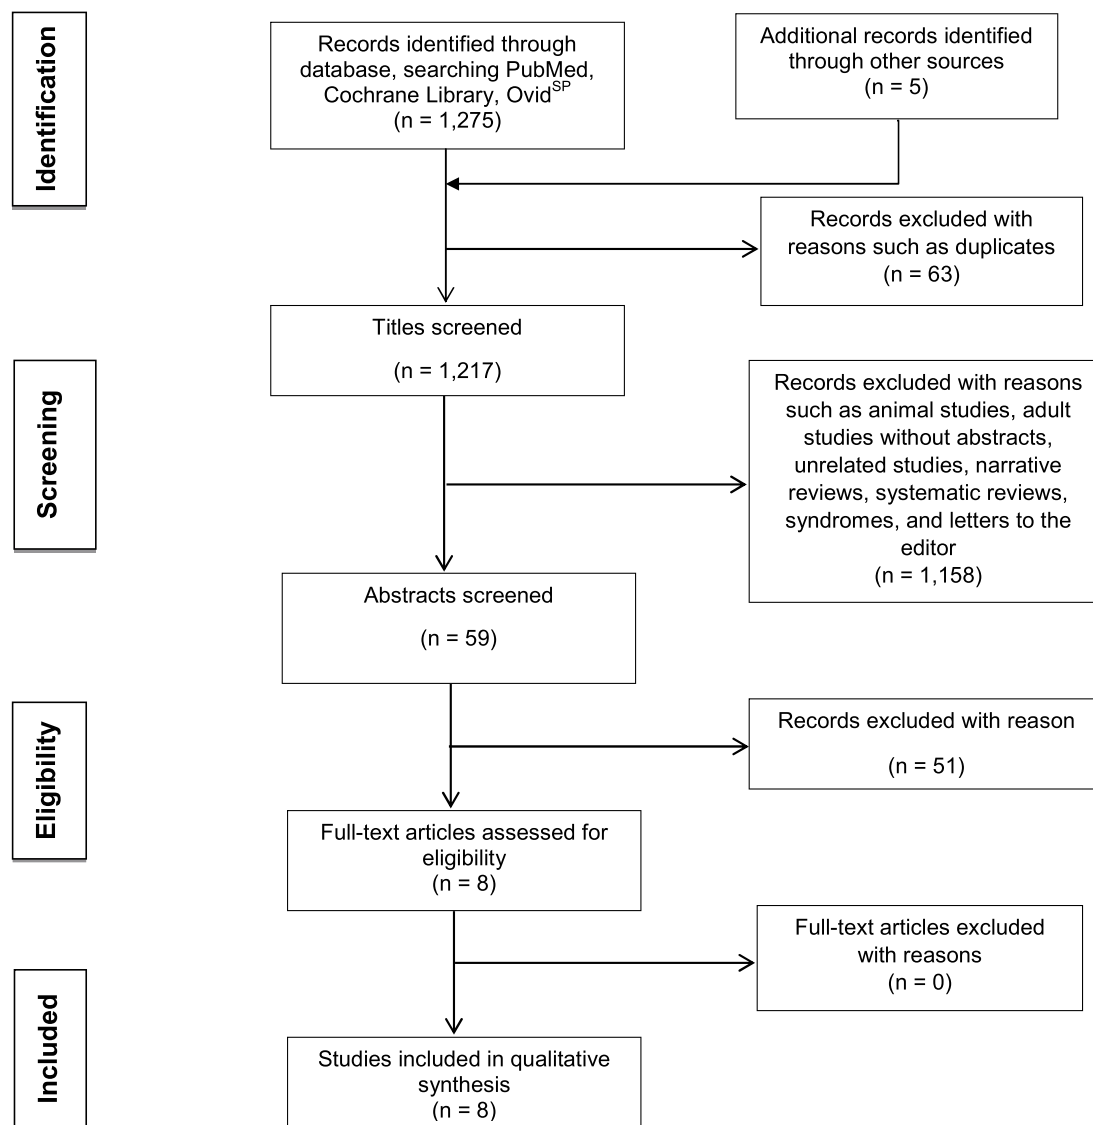 Identification
Records identified through
database, searching PubMed,
Cochrane Library, Ovid^SP
(n = 1,275)
Additional records identified
through other sources
(n = 5)
Records excluded with
reasons such as duplicates
(n = 63)
Titles screened
(n = 1,217)
Screening
Records excluded with reasons
such as animal studies, adult
studies without abstracts,
unrelated studies, narrative
reviews, systematic reviews,
syndromes, and letters to the
editor
(n = 1,158)
Abstracts screened
(n = 59)
Eligibility
Records excluded with reason
(n = 51)
Full-text articles assessed for
eligibility
(n = 8)
Full-text articles excluded
with reasons
(n = 0)
Included
Studies included in qualitative
synthesis
(n = 8)